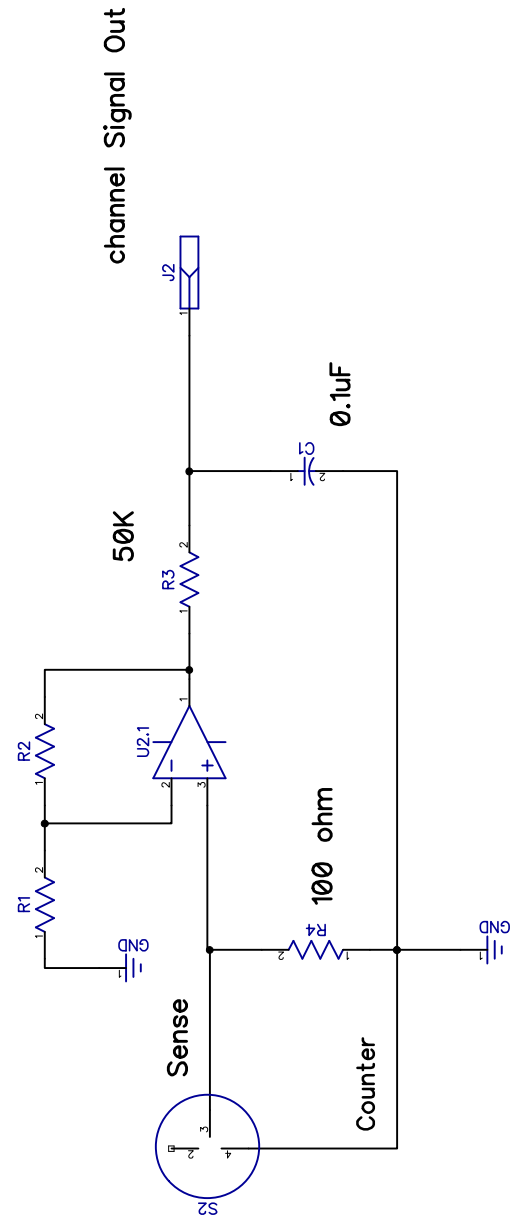 channel Signal Out
J2
1
0.1uF
C1
1
2
50K
R3
1
2
R2
1
2
U2.1
1
2
3
-
+
R1
1
2
GND
1
100 ohm
R4
2
1
GND
1
Sense
Counter
S2
2
3
4